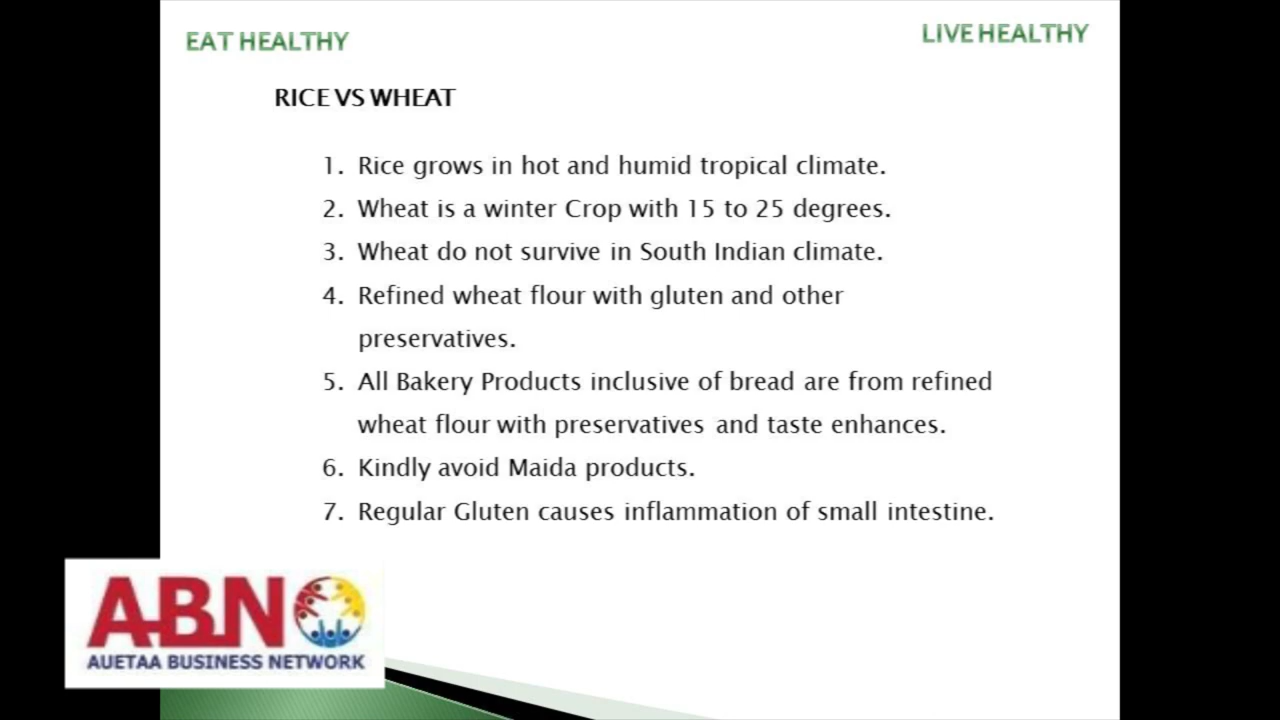 EAT HEALTHY
LIVE HEALTHY
RICE VS WHEAT
1. Rice grows in hot and humid tropical climate.
2. Wheat is a winter Crop with 15 to 25 degrees.
3. Wheat do not survive in South Indian climate.
4. Refined wheat flour with gluten and other
preservatives.
5. All Bakery Products inclusive of bread are from refined
wheat flour with preservatives and taste enhances.
6. Kindly avoid Maida products.
7. Regular Gluten causes inflammation of small intestine.
ABN
AUETAA BUSINESS NETWORK